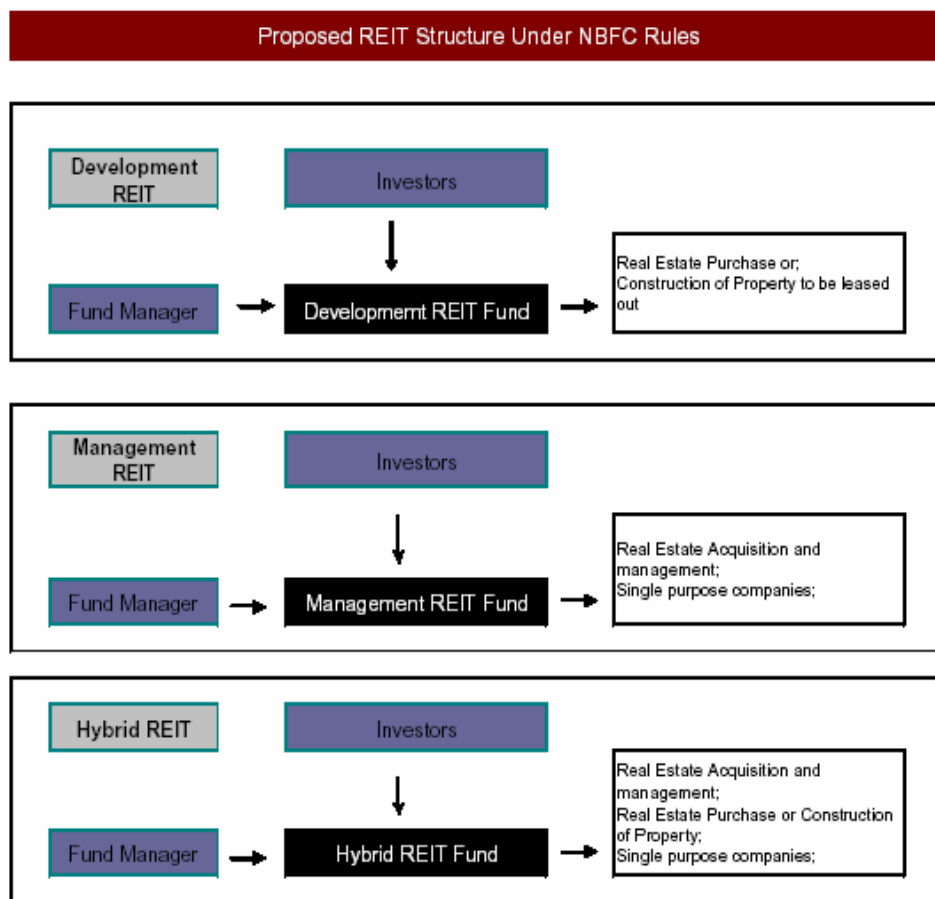 Proposed REIT Structure Under NBFC Rules
Development
REIT
Investors
Real Estate Purchase or;
Construction of Property to be leased
out
Fund Manager
Developmernt REIT Fund
Management
REIT
Investors
Real Estate Acquisition and
management;
Single purpose companies;
Fund Manager
Management REIT Fund
Hybrid REIT
Investors
Real Estate Acquisition and
management;
Real Estate Purchase or Construction
of Property;
Single purpose companies;
Fund Manager
Hybrid REIT Fund